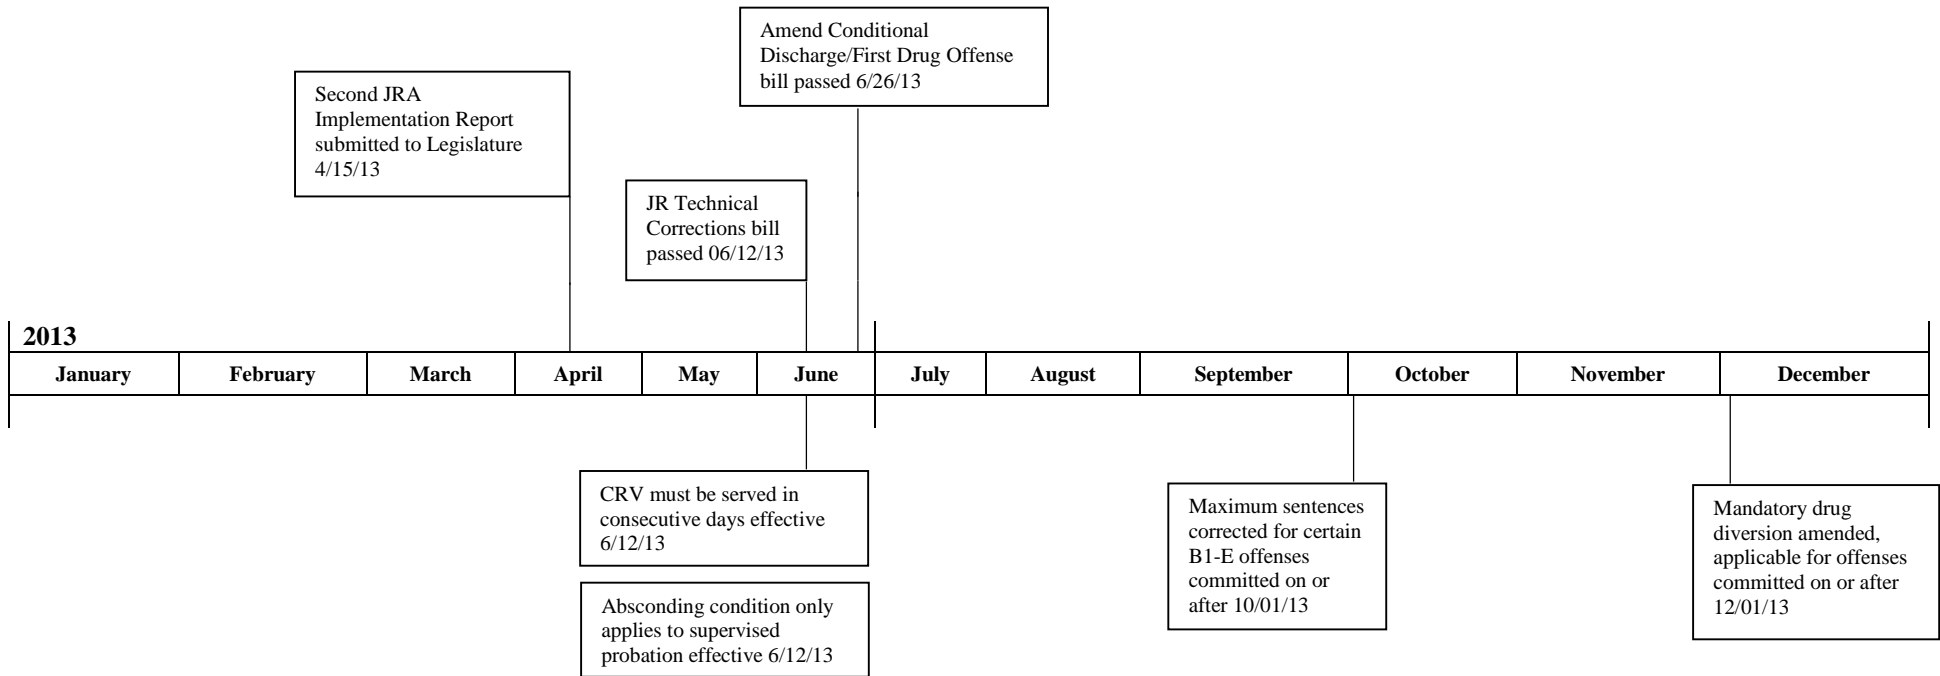 Amend Conditional
Discharge/First Drug Offense
bill passed 6/26/13
Second JRA
Implementation Report
submitted to Legislature
4/15/13
JR Technical
Corrections bill
passed 06/12/13
2013
January February March April May June July August September October November December
CRV must be served in
consecutive days effective
6/12/13
Absconding condition only
applies to supervised
probation effective 6/12/13
Maximum sentences
corrected for certain
B1-E offenses
committed on or
after 10/01/13
Mandatory drug
diversion amended,
applicable for offenses
committed on or after
12/01/13